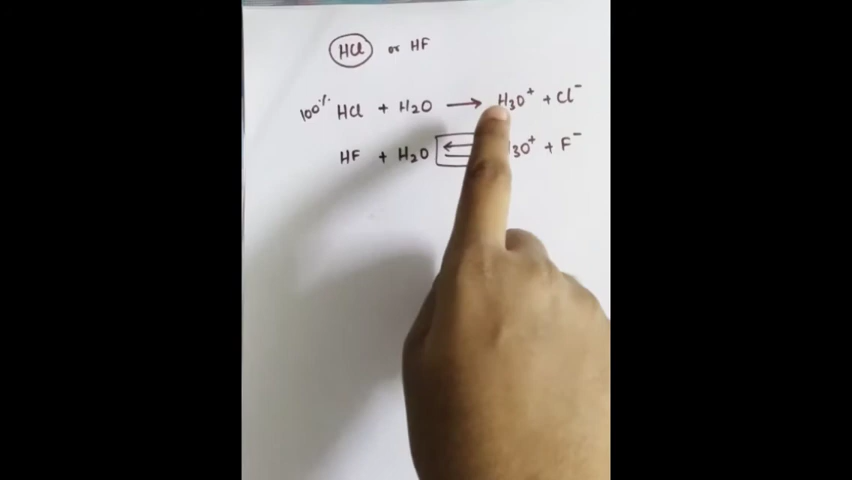 HCl or HF
100% HCl + H2O → H3O+ + Cl-
HF + H2O ⇌ 3O+ + F-